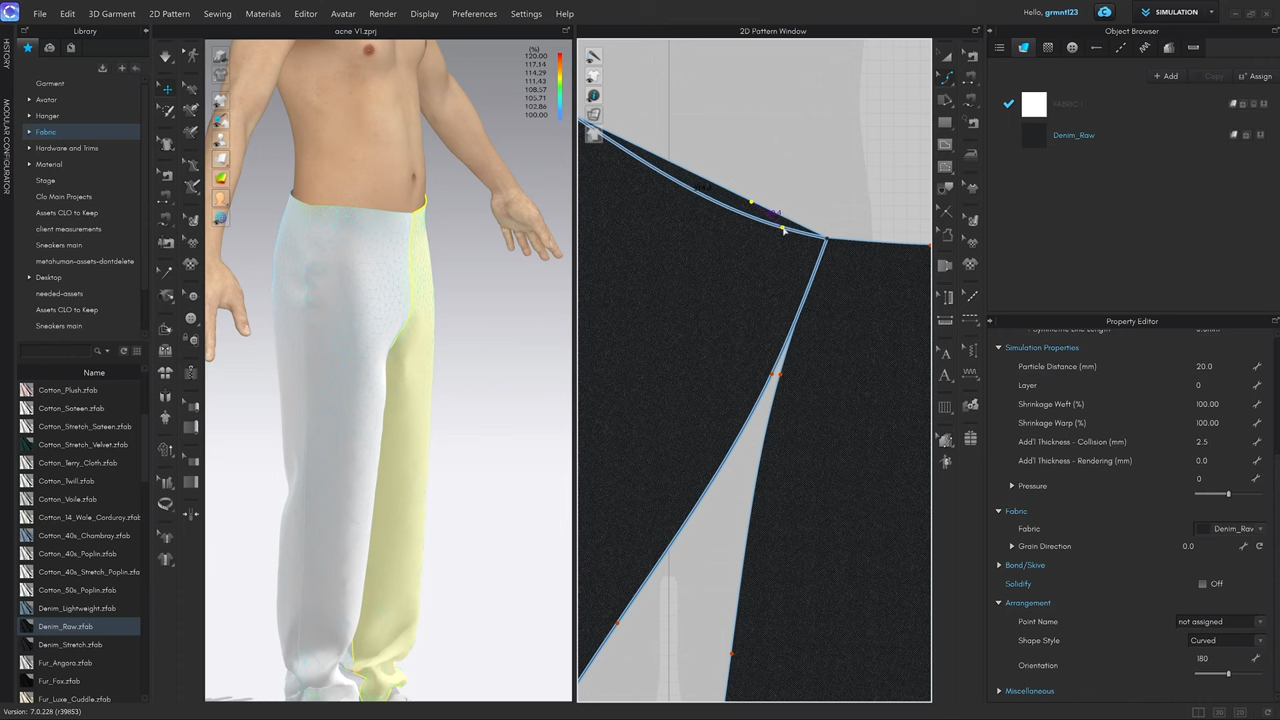 File
Edit
3D Garment
2D Pattern
Sewing
Materials
Editor
Avatar
Render
Display
Preferences
Settings
Help
Hello, grmntl23
SIMULATION
HISTORY
MODULAR CONFIGURATOR
Library
Garment
Avatar
Hanger
Fabric
Hardware and Trims
Material
Stage
Clo Main Projects
Assets CLO to Keep
client measurements
Sneakers main
metahuman-assets-dontdelete
Desktop
needed-assets
Assets CLO to Keep
Sneakers main
Name
Cotton_Plush.zfab
Cotton_Sateen.zfab
Cotton_Stretch_Sateen.zfab
Cotton_Stretch_Velvet.zfab
Cotton_Terry_Cloth.zfab
Cotton_Twill.zfab
Cotton_Voile.zfab
Cotton_14_Wale_Corduroy.zfab
Cotton_40s_Chambray.zfab
Cotton_40s_Poplin.zfab
Cotton_40s_Stretch_Poplin.zfa
Cotton_50s_Poplin.zfab
Denim_Lightweight.zfab
Denim_Raw.zfab
Denim_Stretch.zfab
Fur_Angora.zfab
Fur_Fox.zfab
Fur_Luxe_Cuddle.zfab
Version: 7.0.228 (r39853)
acne V1.zprj
(%)
120.00
117.14
114.29
111.43
108.57
105.71
102.86
100.00
2D Pattern Window
Object Browser
+ Add
Copy
Assign
FABRIC 1
Denim_Raw
Property Editor
Simulation Properties
Particle Distance (mm) 20.0
Layer 0
Shrinkage Weft (%) 100.00
Shrinkage Warp (%) 100.00
Add'l Thickness - Collision (mm) 2.5
Add'l Thickness - Rendering (mm) 0.0
Pressure 0
Fabric
Fabric Denim_Raw
Grain Direction 0.0
Bond/Skive
Solidify Off
Arrangement
Point Name not assigned
Shape Style Curved
Orientation 180
Miscellaneous
3D
2D